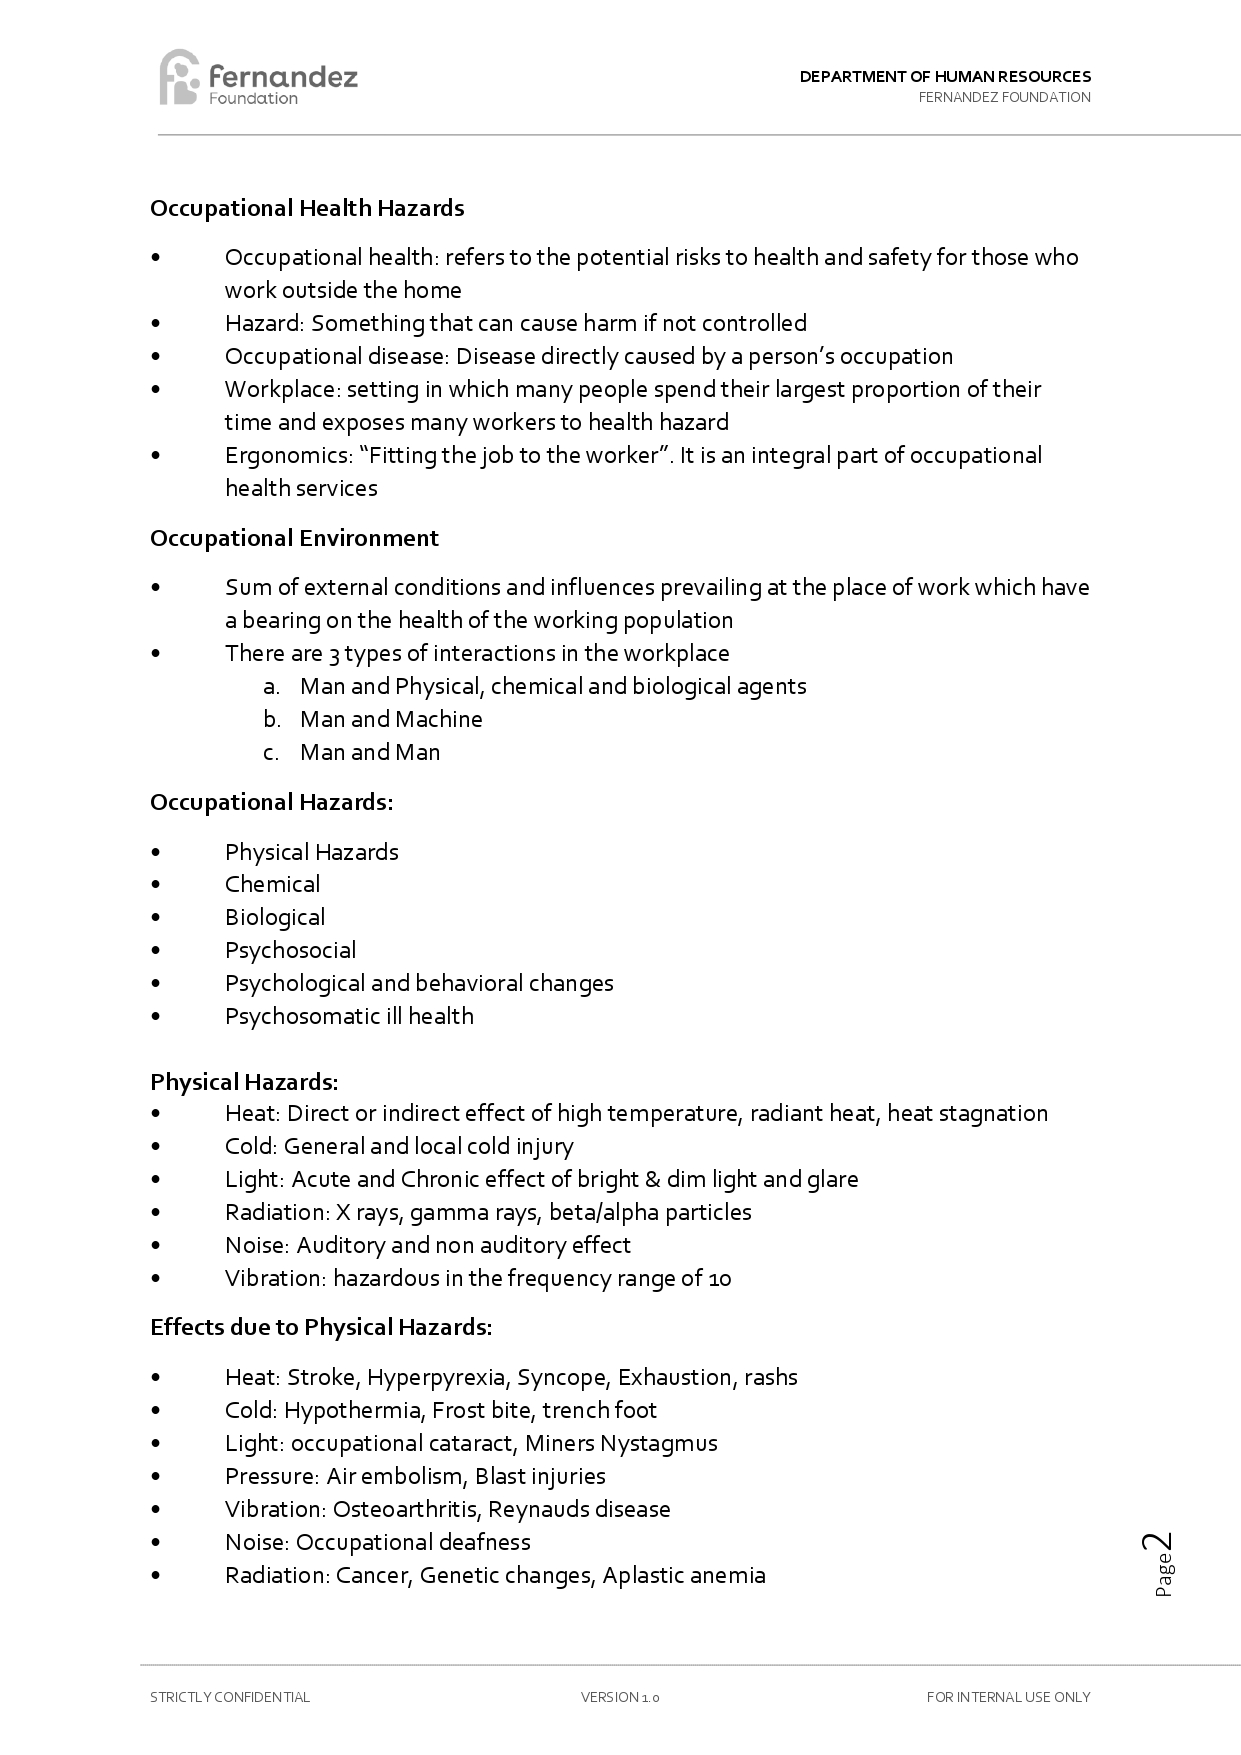 fernandez
Foundation
DEPARTMENT OF HUMAN RESOURCES
FERNANDEZ FOUNDATION
Occupational Health Hazards
• Occupational health: refers to the potential risks to health and safety for those who
work outside the home
• Hazard: Something that can cause harm if not controlled
• Occupational disease: Disease directly caused by a person’s occupation
• Workplace: setting in which many people spend their largest proportion of their
time and exposes many workers to health hazard
• Ergonomics: “Fitting the job to the worker”. It is an integral part of occupational
health services
Occupational Environment
• Sum of external conditions and influences prevailing at the place of work which have
a bearing on the health of the working population
• There are 3 types of interactions in the workplace
a. Man and Physical, chemical and biological agents
b. Man and Machine
c. Man and Man
Occupational Hazards:
• Physical Hazards
• Chemical
• Biological
• Psychosocial
• Psychological and behavioral changes
• Psychosomatic ill health
Physical Hazards:
• Heat: Direct or indirect effect of high temperature, radiant heat, heat stagnation
• Cold: General and local cold injury
• Light: Acute and Chronic effect of bright & dim light and glare
• Radiation: X rays, gamma rays, beta/alpha particles
• Noise: Auditory and non auditory effect
• Vibration: hazardous in the frequency range of 10
Effects due to Physical Hazards:
• Heat: Stroke, Hyperpyrexia, Syncope, Exhaustion, rashs
• Cold: Hypothermia, Frost bite, trench foot
• Light: occupational cataract, Miners Nystagmus
• Pressure: Air embolism, Blast injuries
• Vibration: Osteoarthritis, Reynauds disease
• Noise: Occupational deafness
• Radiation: Cancer, Genetic changes, Aplastic anemia
Page2
STRICTLY CONFIDENTIAL
VERSION 1.0
FOR INTERNAL USE ONLY